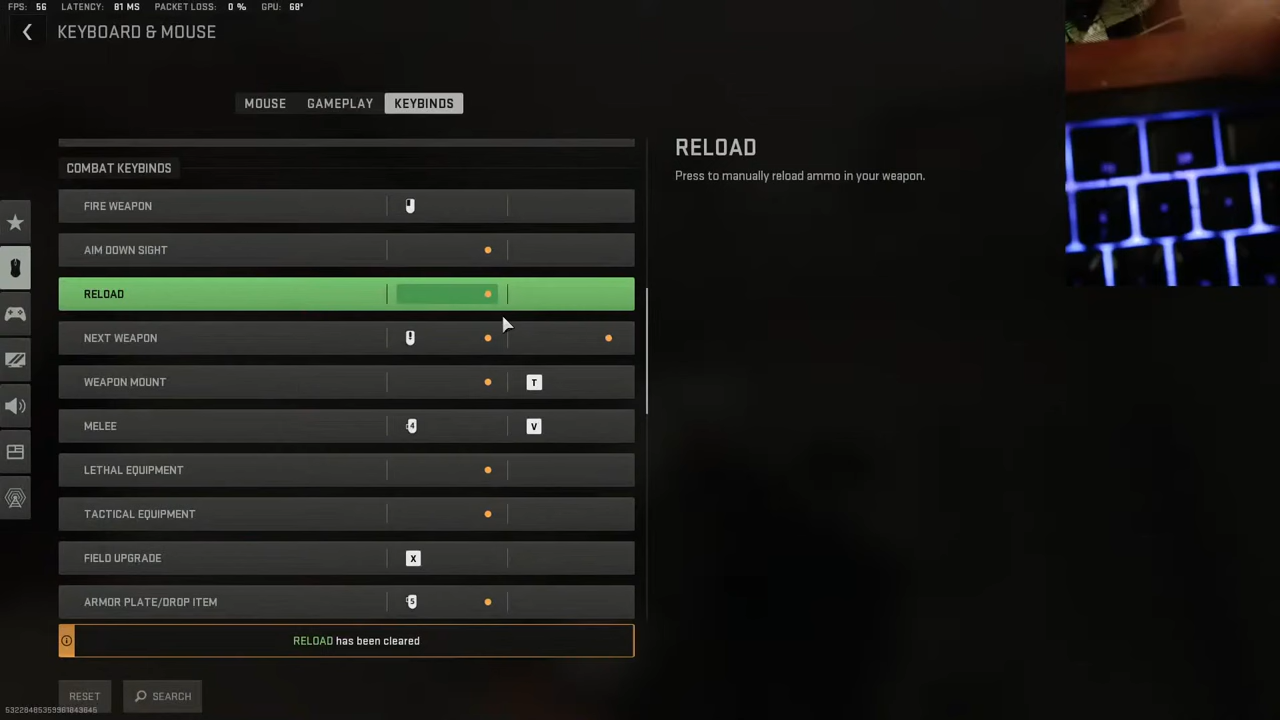 FPS: 56 LATENCY: 81 MS PACKET LOSS: 0 % GPU: 68°
KEYBOARD & MOUSE
MOUSE GAMEPLAY KEYBINDS
COMBAT KEYBINDS
RELOAD
Press to manually reload ammo in your weapon.
FIRE WEAPON
AIM DOWN SIGHT
RELOAD
NEXT WEAPON
WEAPON MOUNT T
MELEE 4 V
LETHAL EQUIPMENT
TACTICAL EQUIPMENT
FIELD UPGRADE X
ARMOR PLATE/DROP ITEM 5
RELOAD has been cleared
RESET SEARCH